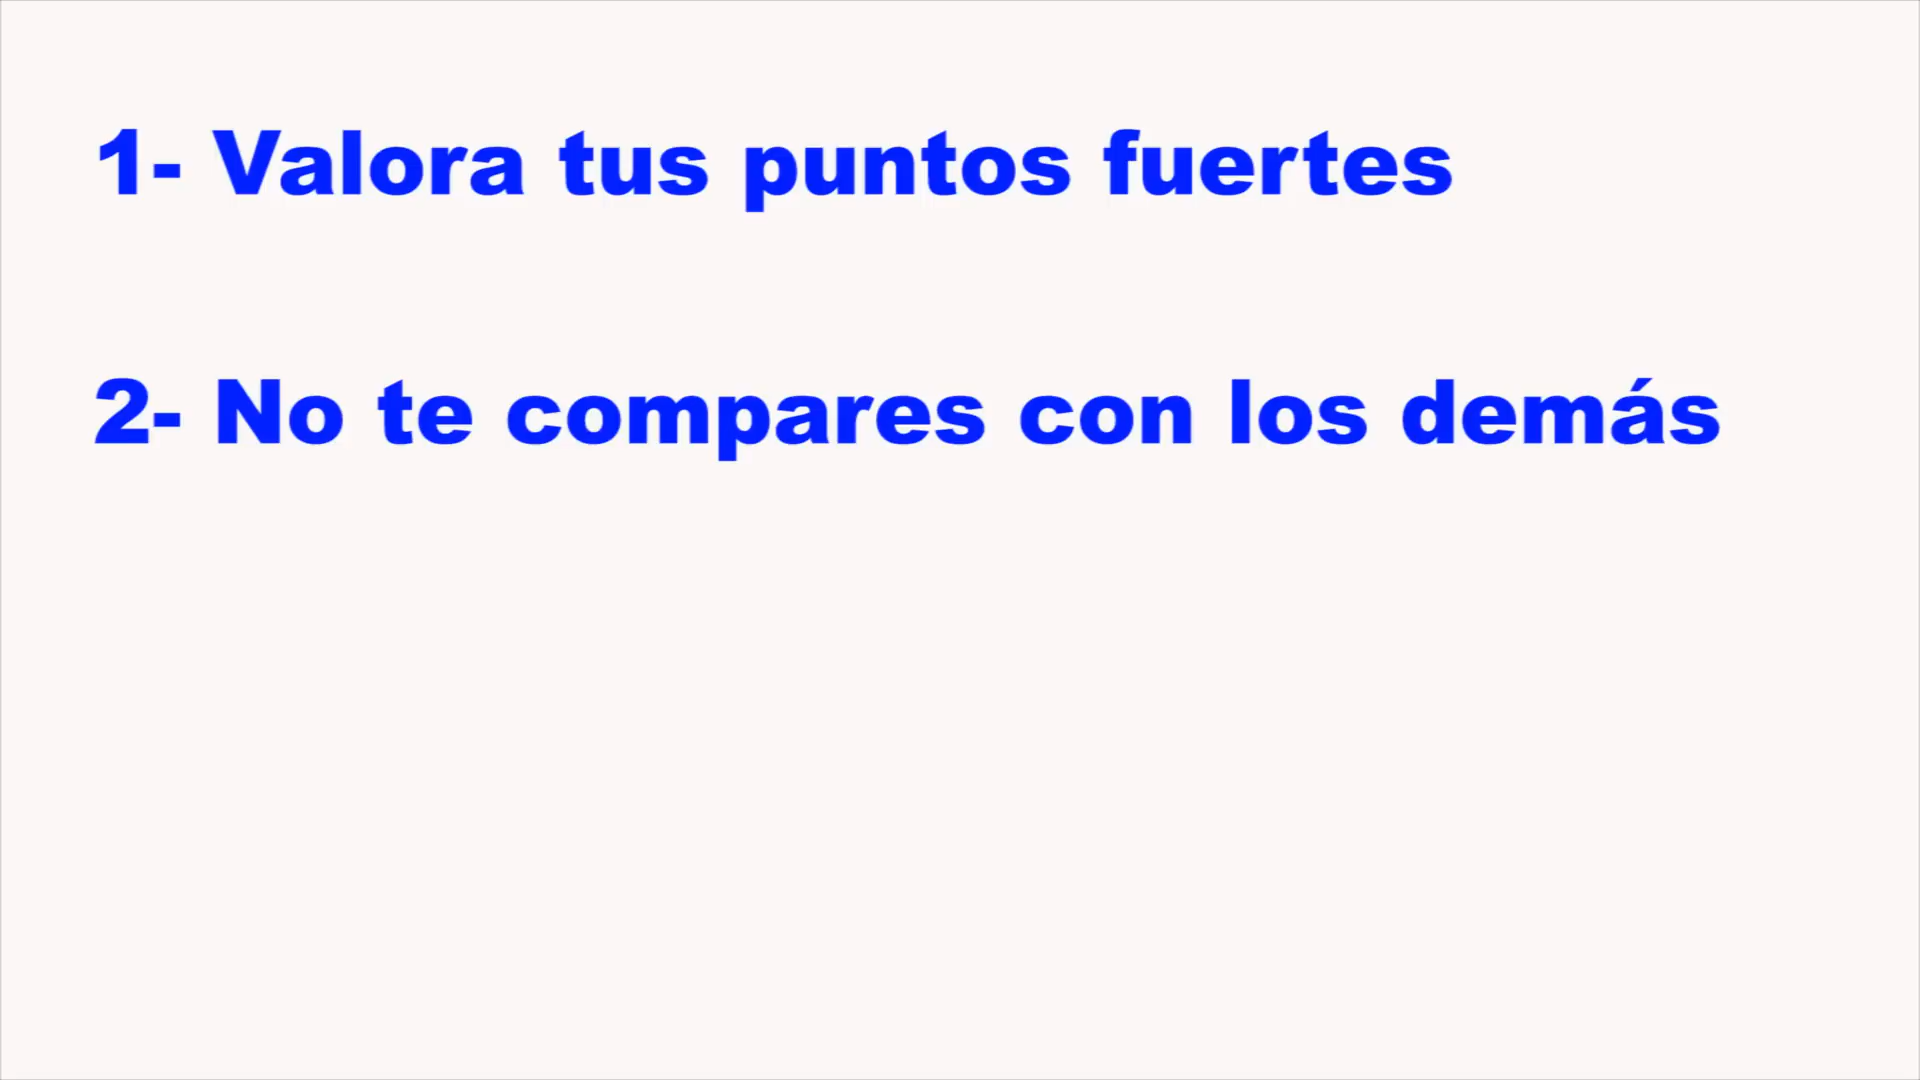 1- Valora tus puntos fuertes
2- No te compares con los demás